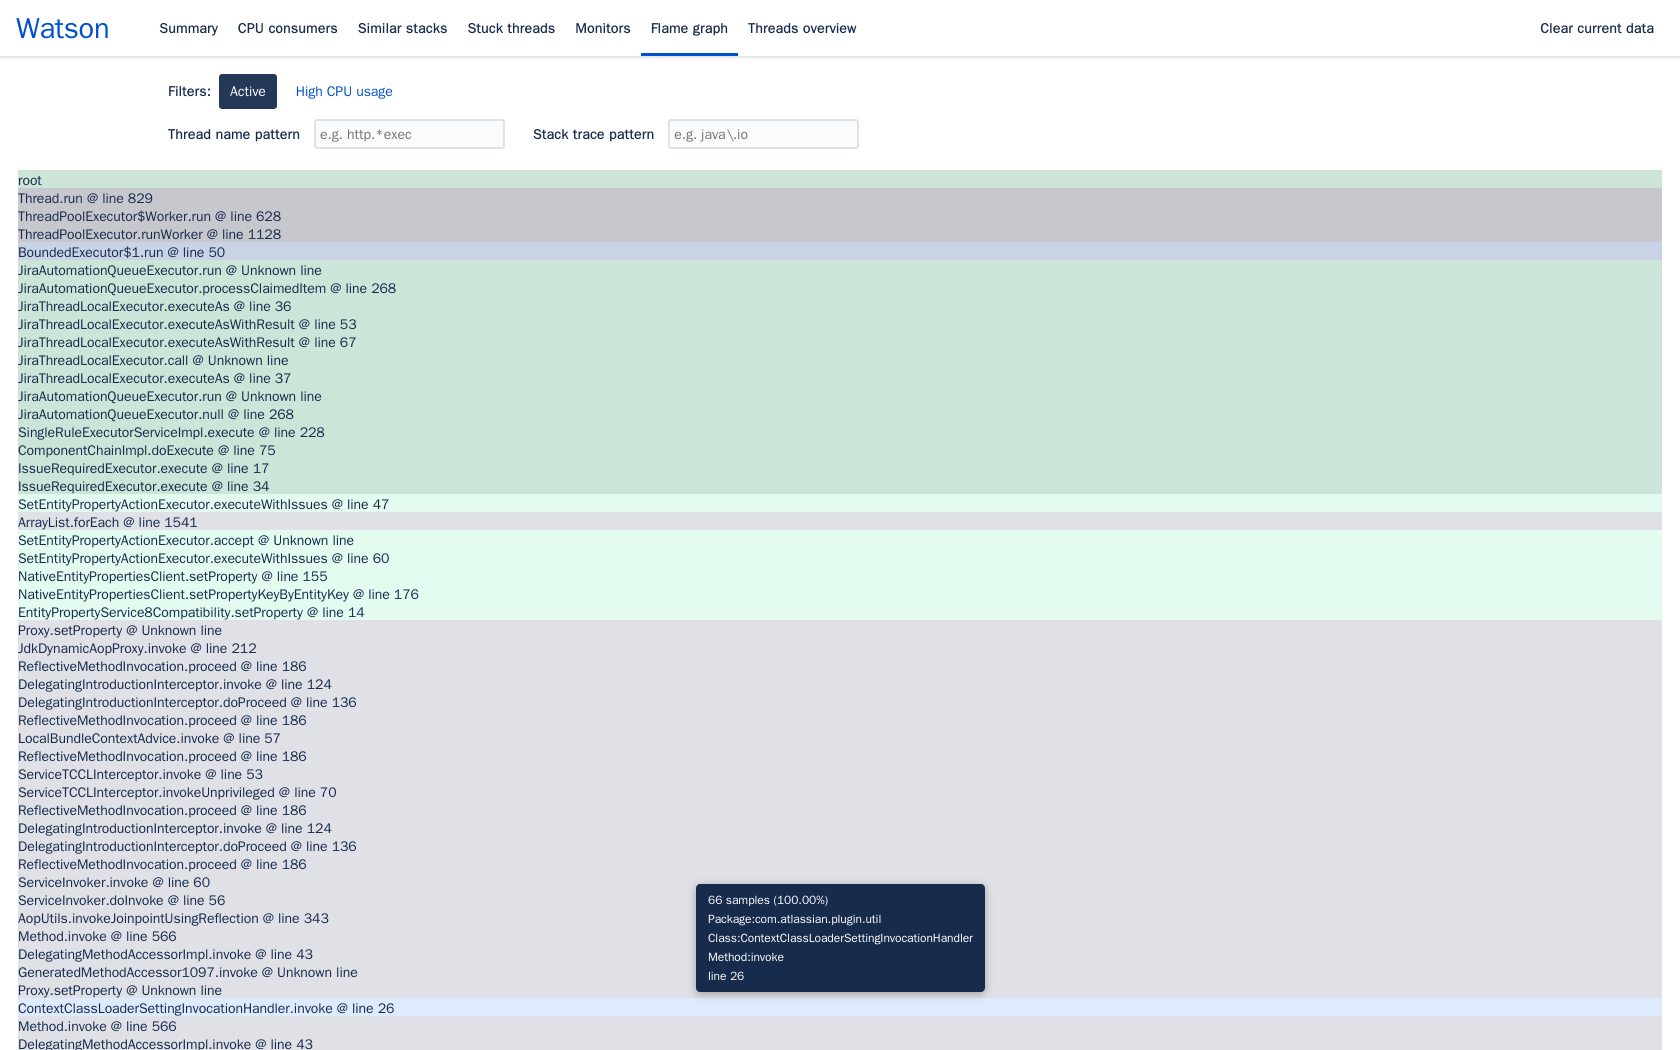 Watson Summary CPU consumers Similar stacks Stuck threads Monitors Flame graph Threads overview Clear current data
Filters: Active High CPU usage
Thread name pattern e.g. http.*exec Stack trace pattern e.g. java\.io
root
Thread.run @ line 829
ThreadPoolExecutor$Worker.run @ line 628
ThreadPoolExecutor.runWorker @ line 1128
BoundedExecutor$1.run @ line 50
JiraAutomationQueueExecutor.run @ Unknown line
JiraAutomationQueueExecutor.processClaimedItem @ line 268
JiraThreadLocalExecutor.executeAs @ line 36
JiraThreadLocalExecutor.executeAsWithResult @ line 53
JiraThreadLocalExecutor.executeAsWithResult @ line 67
JiraThreadLocalExecutor.call @ Unknown line
JiraThreadLocalExecutor.executeAs @ line 37
JiraAutomationQueueExecutor.run @ Unknown line
JiraAutomationQueueExecutor.null @ line 268
SingleRuleExecutorServiceImpl.execute @ line 228
ComponentChainImpl.doExecute @ line 75
IssueRequiredExecutor.execute @ line 17
IssueRequiredExecutor.execute @ line 34
SetEntityPropertyActionExecutor.executeWithIssues @ line 47
ArrayList.forEach @ line 1541
SetEntityPropertyActionExecutor.accept @ Unknown line
SetEntityPropertyActionExecutor.executeWithIssues @ line 60
NativeEntityPropertiesClient.setProperty @ line 155
NativeEntityPropertiesClient.setPropertyKeyByEntityKey @ line 176
EntityPropertyService8Compatibility.setProperty @ line 14
Proxy.setProperty @ Unknown line
JdkDynamicAopProxy.invoke @ line 212
ReflectiveMethodInvocation.proceed @ line 186
DelegatingIntroductionInterceptor.invoke @ line 124
DelegatingIntroductionInterceptor.doProceed @ line 136
ReflectiveMethodInvocation.proceed @ line 186
LocalBundleContextAdvice.invoke @ line 57
ReflectiveMethodInvocation.proceed @ line 186
ServiceTCCLInterceptor.invoke @ line 53
ServiceTCCLInterceptor.invokeUnprivileged @ line 70
ReflectiveMethodInvocation.proceed @ line 186
DelegatingIntroductionInterceptor.invoke @ line 124
DelegatingIntroductionInterceptor.doProceed @ line 136
ReflectiveMethodInvocation.proceed @ line 186
ServiceInvoker.invoke @ line 60
ServiceInvoker.doInvoke @ line 56
AopUtils.invokeJoinpointUsingReflection @ line 343
Method.invoke @ line 566
DelegatingMethodAccessorImpl.invoke @ line 43
GeneratedMethodAccessor1097.invoke @ Unknown line
Proxy.setProperty @ Unknown line
ContextClassLoaderSettingInvocationHandler.invoke @ line 26
Method.invoke @ line 566
DelegatingMethodAccessorImpl.invoke @ line 43
66 samples (100.00%)
Package:com.atlassian.plugin.util
Class:ContextClassLoaderSettingInvocationHandler
Method:invoke
line 26